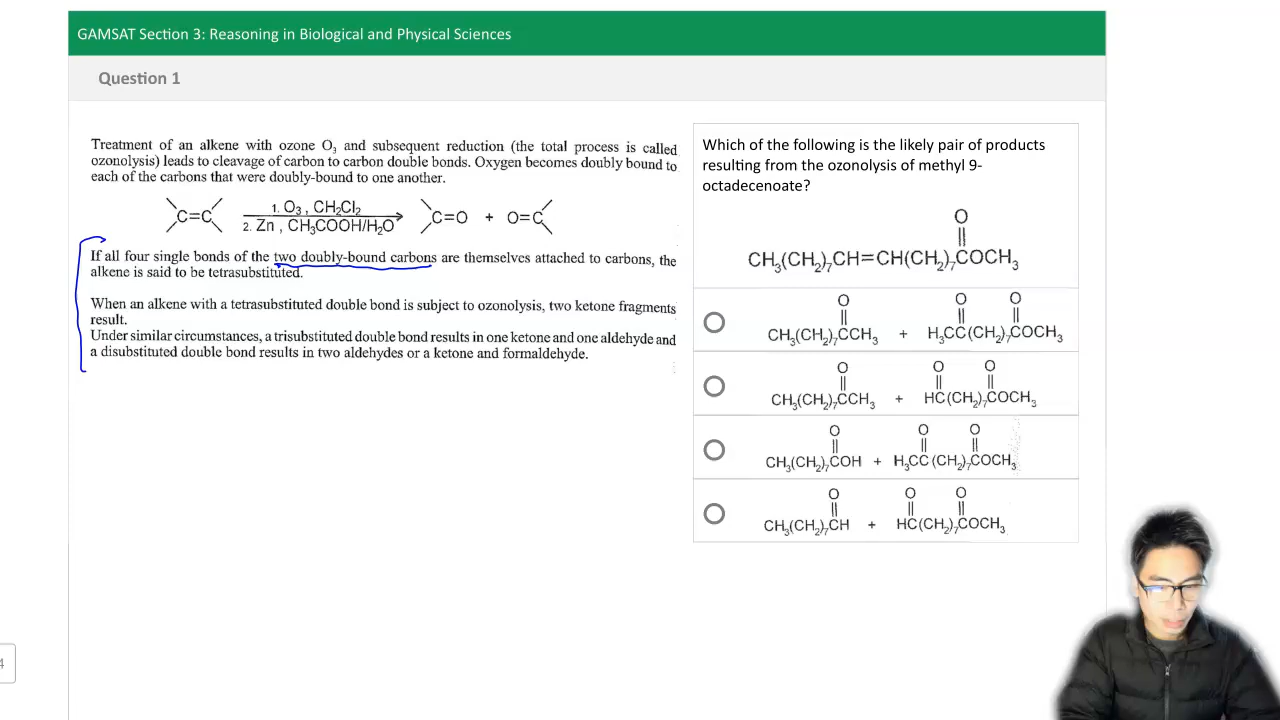 GAMSAT Section 3: Reasoning in Biological and Physical Sciences
Question 1
Treatment of an alkene with ozone O₃ and subsequent reduction (the total process is called
ozonolysis) leads to cleavage of carbon to carbon double bonds. Oxygen becomes doubly bound to
each of the carbons that were doubly-bound to one another.
C=C 1. O₃ , CH₂Cl₂ C=O + O=C
2. Zn , CH₃COOH/H₂O
If all four single bonds of the two doubly-bound carbons are themselves attached to carbons, the
alkene is said to be tetrasubstituted.
When an alkene with a tetrasubstituted double bond is subject to ozonolysis, two ketone fragments
result.
Under similar circumstances, a trisubstituted double bond results in one ketone and one aldehyde and
a disubstituted double bond results in two aldehydes or a ketone and formaldehyde.
Which of the following is the likely pair of products
resulting from the ozonolysis of methyl 9-
octadecenoate?
O
CH₃(CH₂)₇CH=CH(CH₂)₇COCH₃
O O O
CH₃(CH₂)₇CCH₃ + H₃CC(CH₂)₇COCH₃
O O O
CH₃(CH₂)₇CCH₃ + HC(CH₂)₇COCH₃
O O O
CH₃(CH₂)₇COH + H₃CC(CH₂)₇COCH₃
O O O
CH₃(CH₂)₇CH + HC(CH₂)₇COCH₃
4